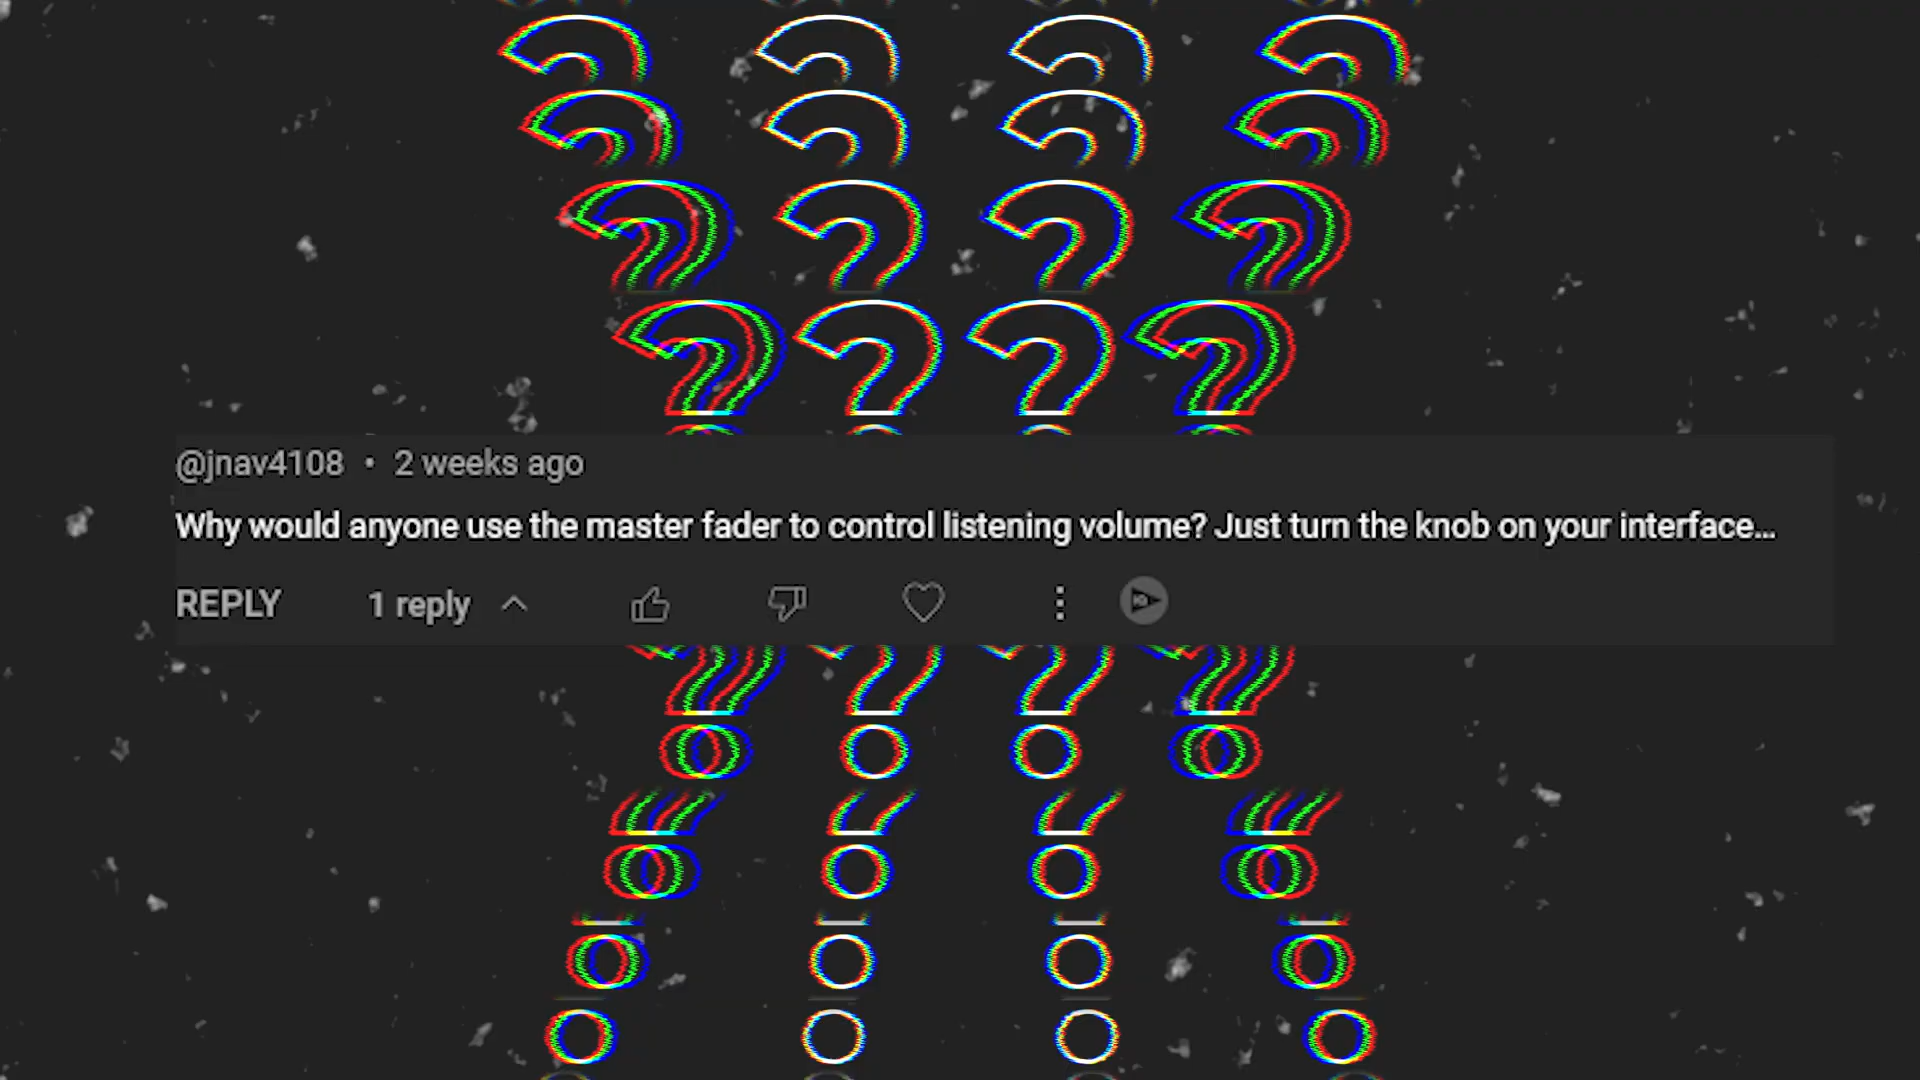 ????
????
????
????
@jnav4108 • 2 weeks ago
Why would anyone use the master fader to control listening volume? Just turn the knob on your interface...
REPLY 1 reply
????
????
????
????